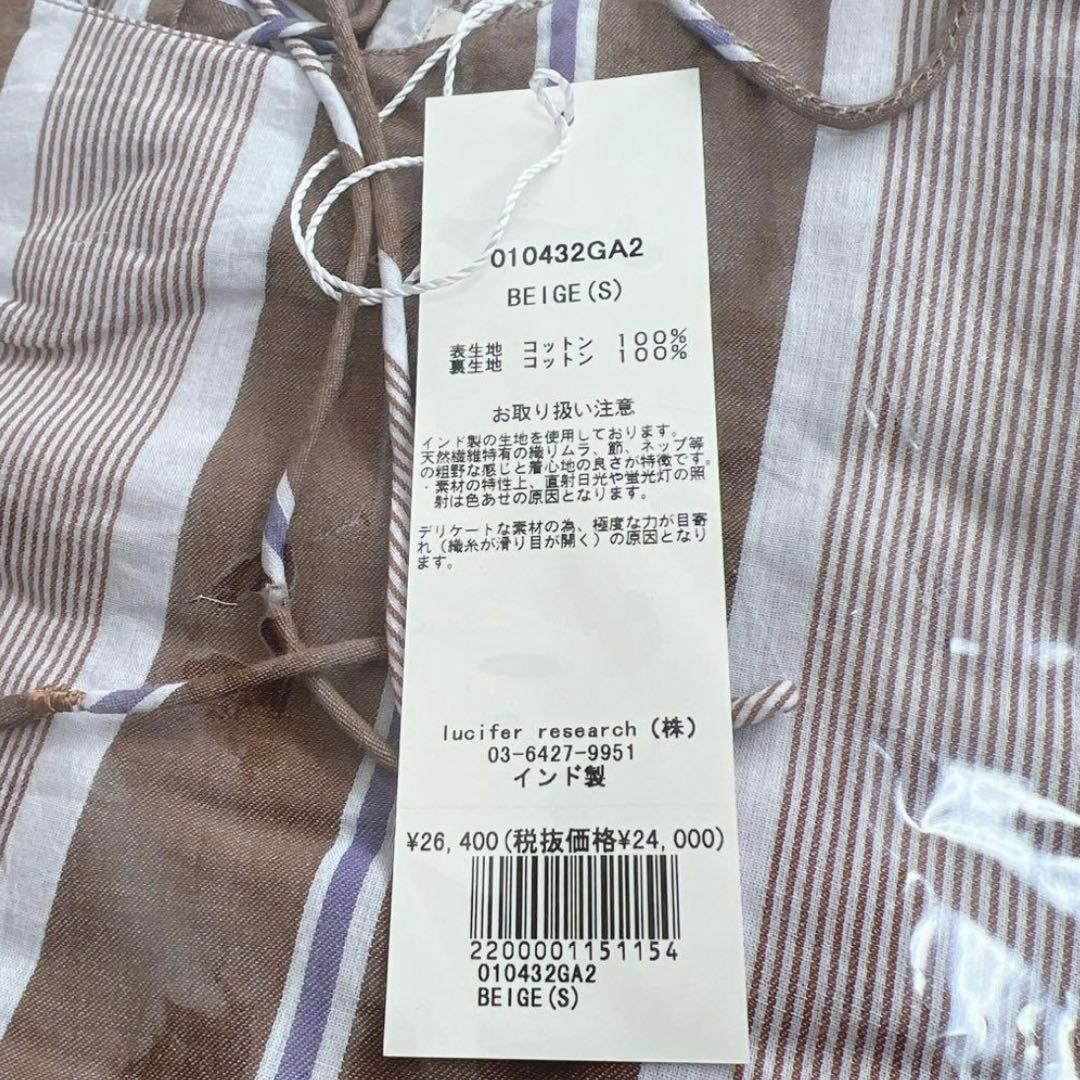 010432GA2
BEIGE(S)
表生地 コットン 100%
裏生地 コットン 100%
お取り扱い注意
インド製の生地を使用しております。
天然繊維特有の織りムラ、節、ネップ等
の粗野な感じと着心地の良さが特徴です。
・素材の特性上、直射日光や蛍光灯の照
射は色あせの原因となります。
デリケートな素材の為、極度な力が目寄
れ(織糸が滑り目が開く)の原因となり
ます。
lucifer research(株)
03-6427-9951
インド製
¥26,400(税抜価格¥24,000)
2200001151154
010432GA2
BEIGE(S)